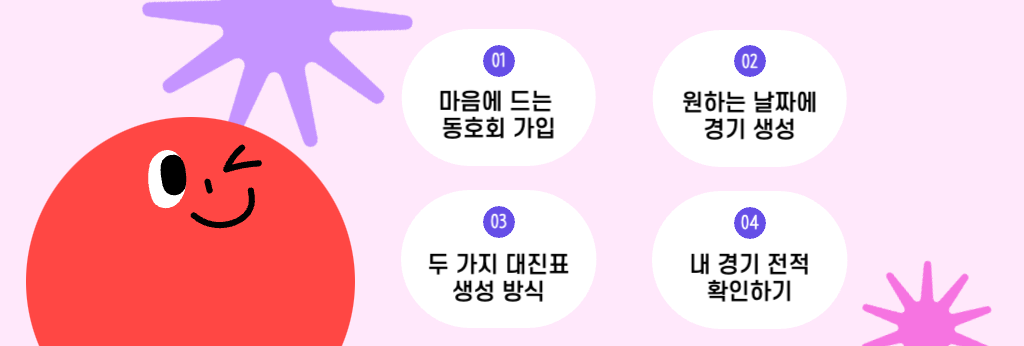 01
마음에 드는
동호회 가입
02
원하는 날짜에
경기 생성
03
두 가지 대진표
생성 방식
04
내 경기 전적
확인하기